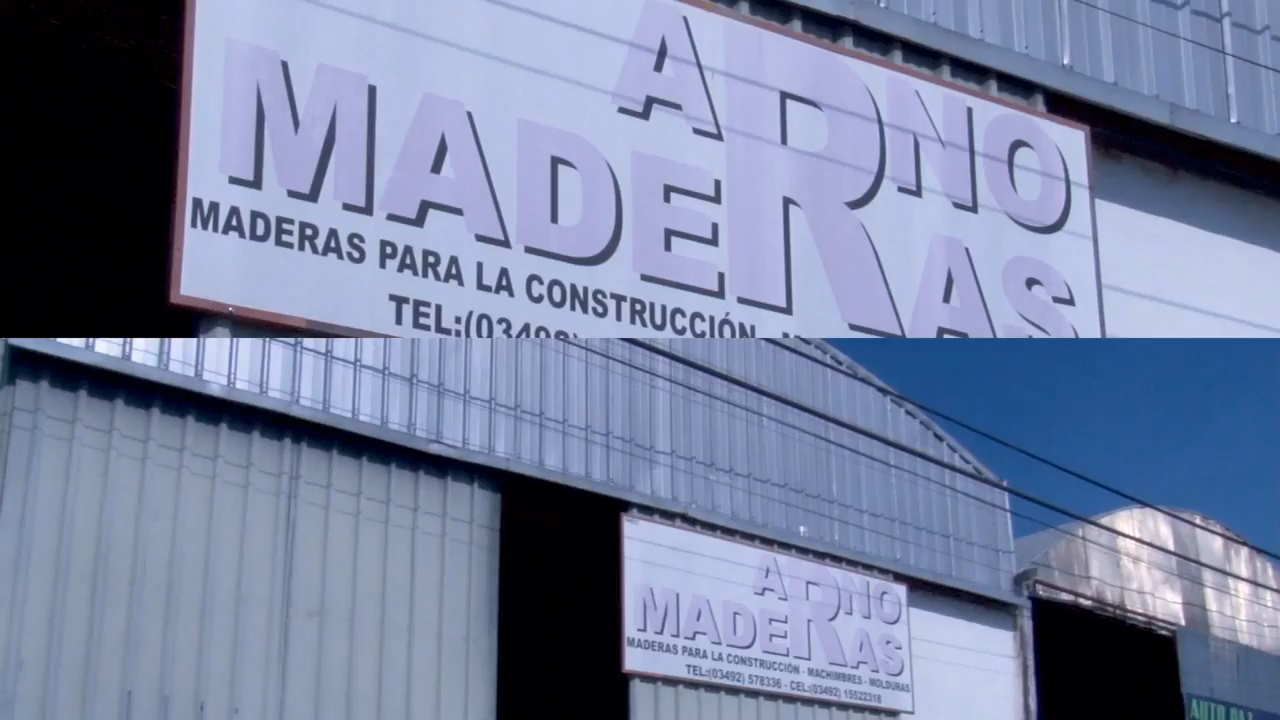 ARNO
MADERAS
MADERAS PARA LA CONSTRUCCIÓN
TEL:(03492)
ARNO
MADERAS
MADERAS PARA LA CONSTRUCCIÓN - MACHIMBRES - MOLDURAS
TEL:(03492) 578336 - CEL:(03492) 15522318
AUTO